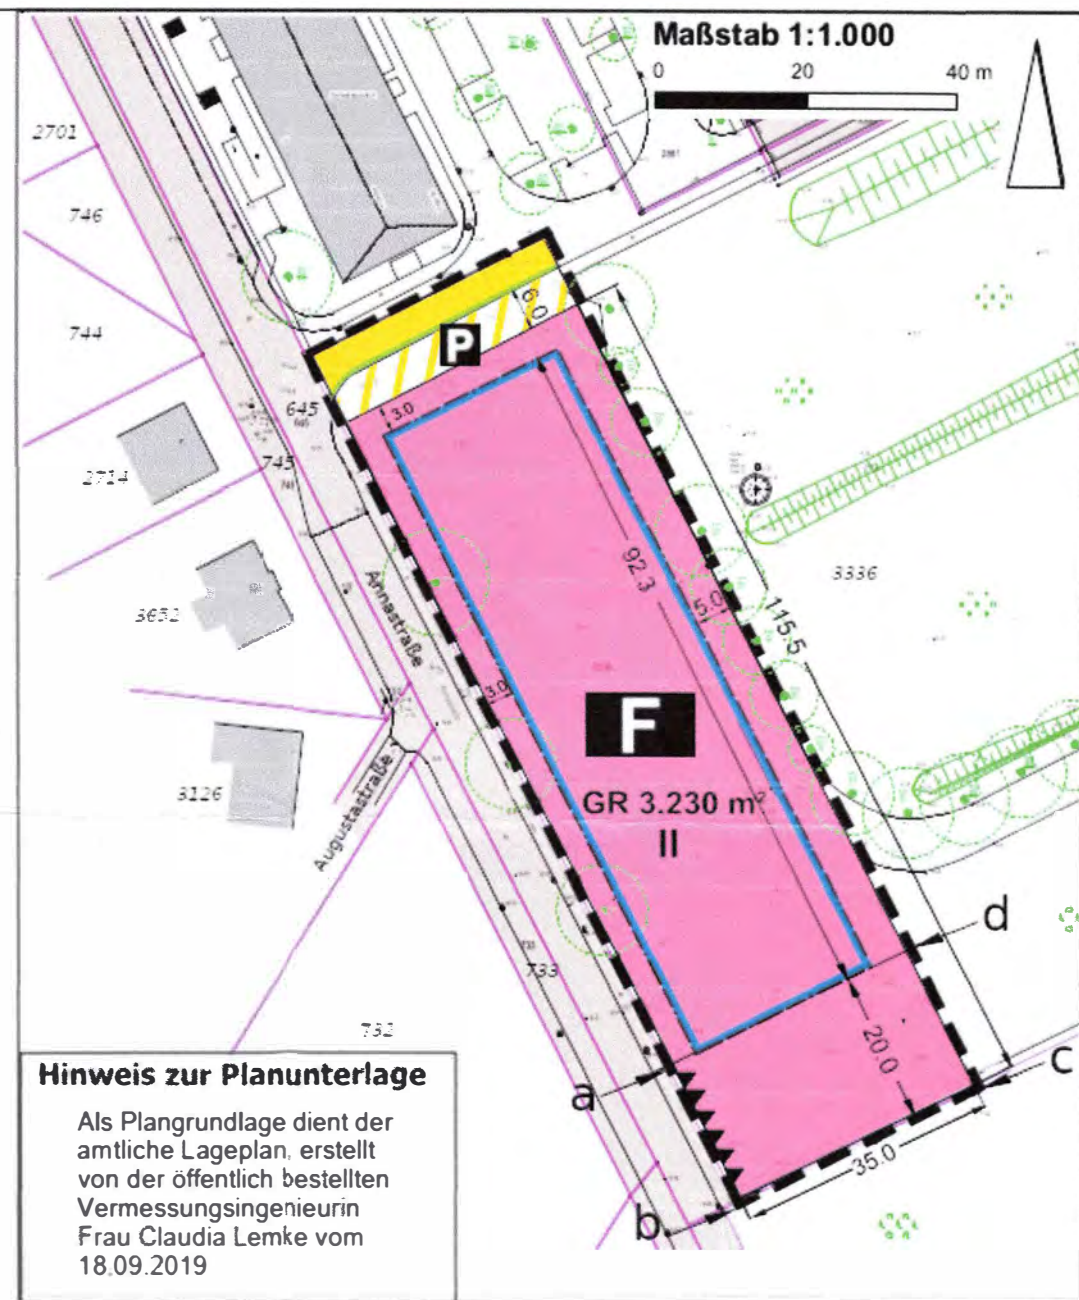 Maßstab 1:1.000
0 20 40 m
2701
746
744
6.0
P
3.0
645
745
2714
92.3
3336
5.0
115.5
3652
Annastraße
3.0
F
3126
Augustastraße
GR 3.230 m²
II
d
733
732
20.0
c
a
35.0
b
Hinweis zur Planunterlage
Als Plangrundlage dient der
amtliche Lageplan, erstellt
von der öffentlich bestellten
Vermessungsingenieurin
Frau Claudia Lemke vom
18.09.2019